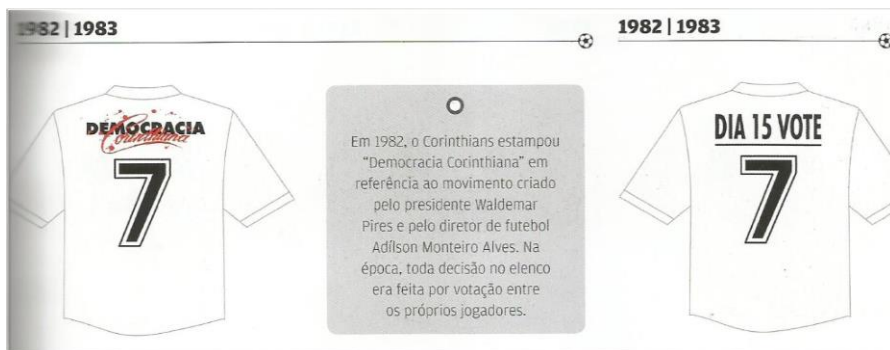 1982 | 1983
DEMOCRACIA
Corinthiana
7
Em 1982, o Corinthians estampou
“Democracia Corinthiana” em
referência ao movimento criado
pelo presidente Waldemar
Pires e pelo diretor de futebol
Adílson Monteiro Alves. Na
época, toda decisão no elenco
era feita por votação entre
os próprios jogadores.
1982 | 1983
DIA 15 VOTE
7